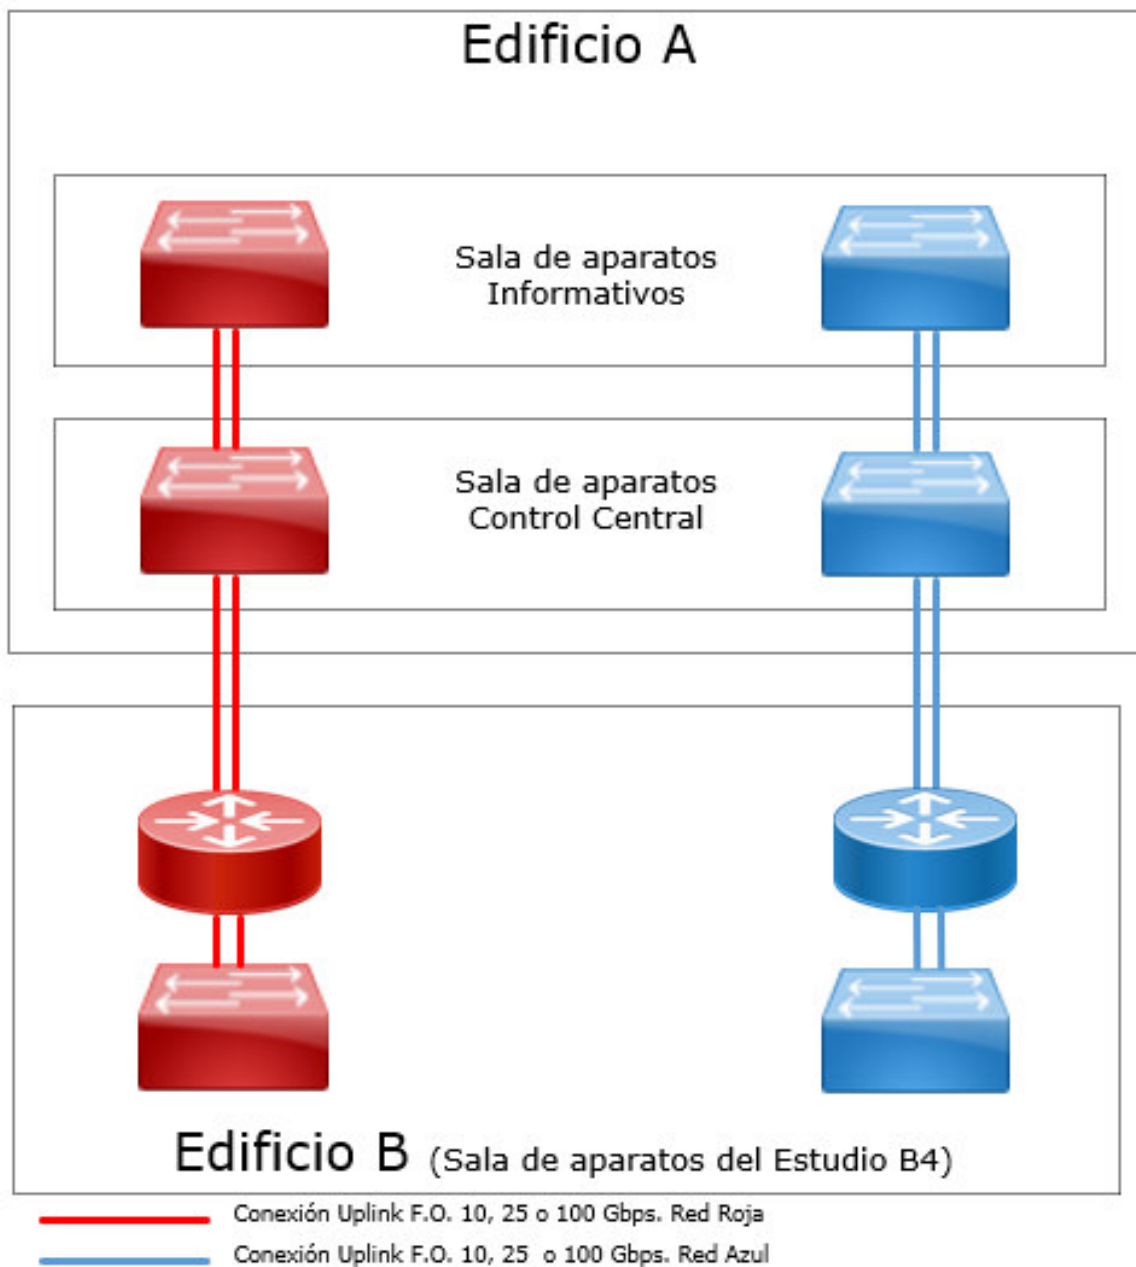 Edificio A
Sala de aparatos
Informativos
Sala de aparatos
Control Central
Edificio B (Sala de aparatos del Estudio B4)
Conexión Uplink F.O. 10, 25 o 100 Gbps. Red Roja
Conexión Uplink F.O. 10, 25 o 100 Gbps. Red Azul